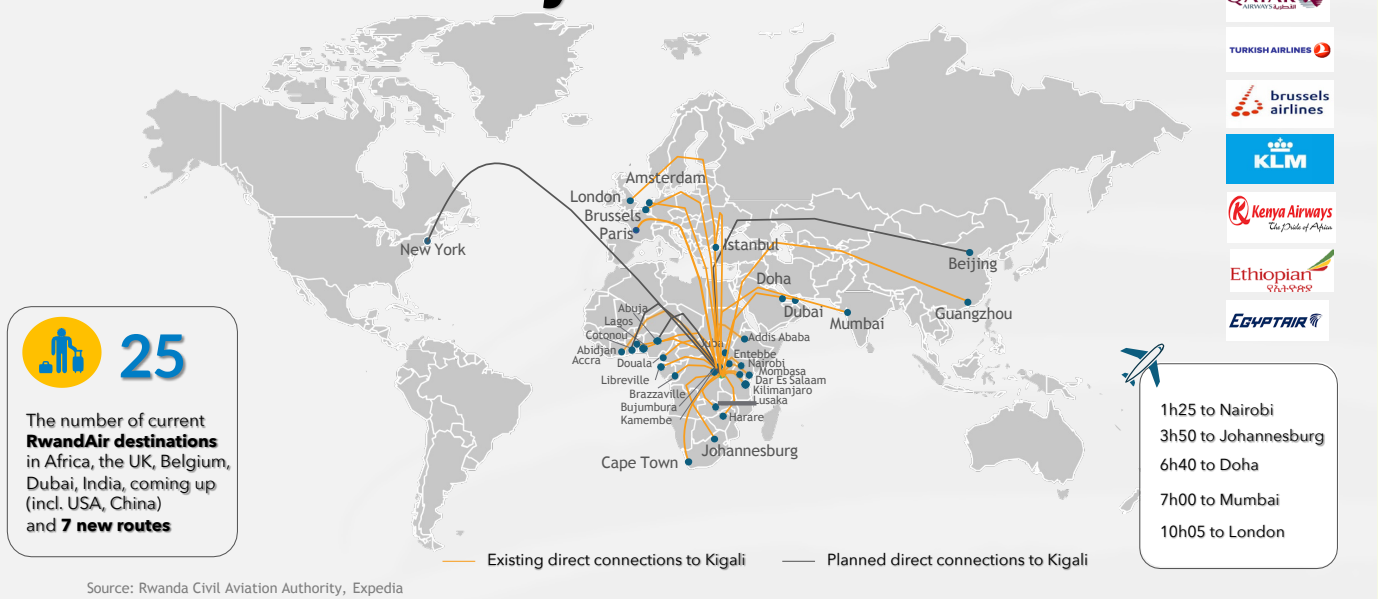 QATAR
AIRWAYS القطرية
TURKISH AIRLINES
brussels
airlines
KLM
Kenya Airways
The Pride of Africa
Ethiopian
የኢትዮጵያ
EGYPTAIR
Amsterdam
London
Brussels
Paris
New York
Istanbul
Beijing
Doha
Dubai
Mumbai
Guangzhou
Abuja
Lagos
Cotonou
Abidjan
Accra
Douala
Libreville
Brazzaville
Bujumbura
Kamembe
Juba
Addis Ababa
Entebbe
Nairobi
Mombasa
Dar Es Salaam
Kilimanjaro
Lusaka
Harare
Johannesburg
Cape Town
25
The number of current
RwandAir destinations
in Africa, the UK, Belgium,
Dubai, India, coming up
(incl. USA, China)
and 7 new routes
1h25 to Nairobi
3h50 to Johannesburg
6h40 to Doha
7h00 to Mumbai
10h05 to London
Existing direct connections to Kigali
Planned direct connections to Kigali
Source: Rwanda Civil Aviation Authority, Expedia